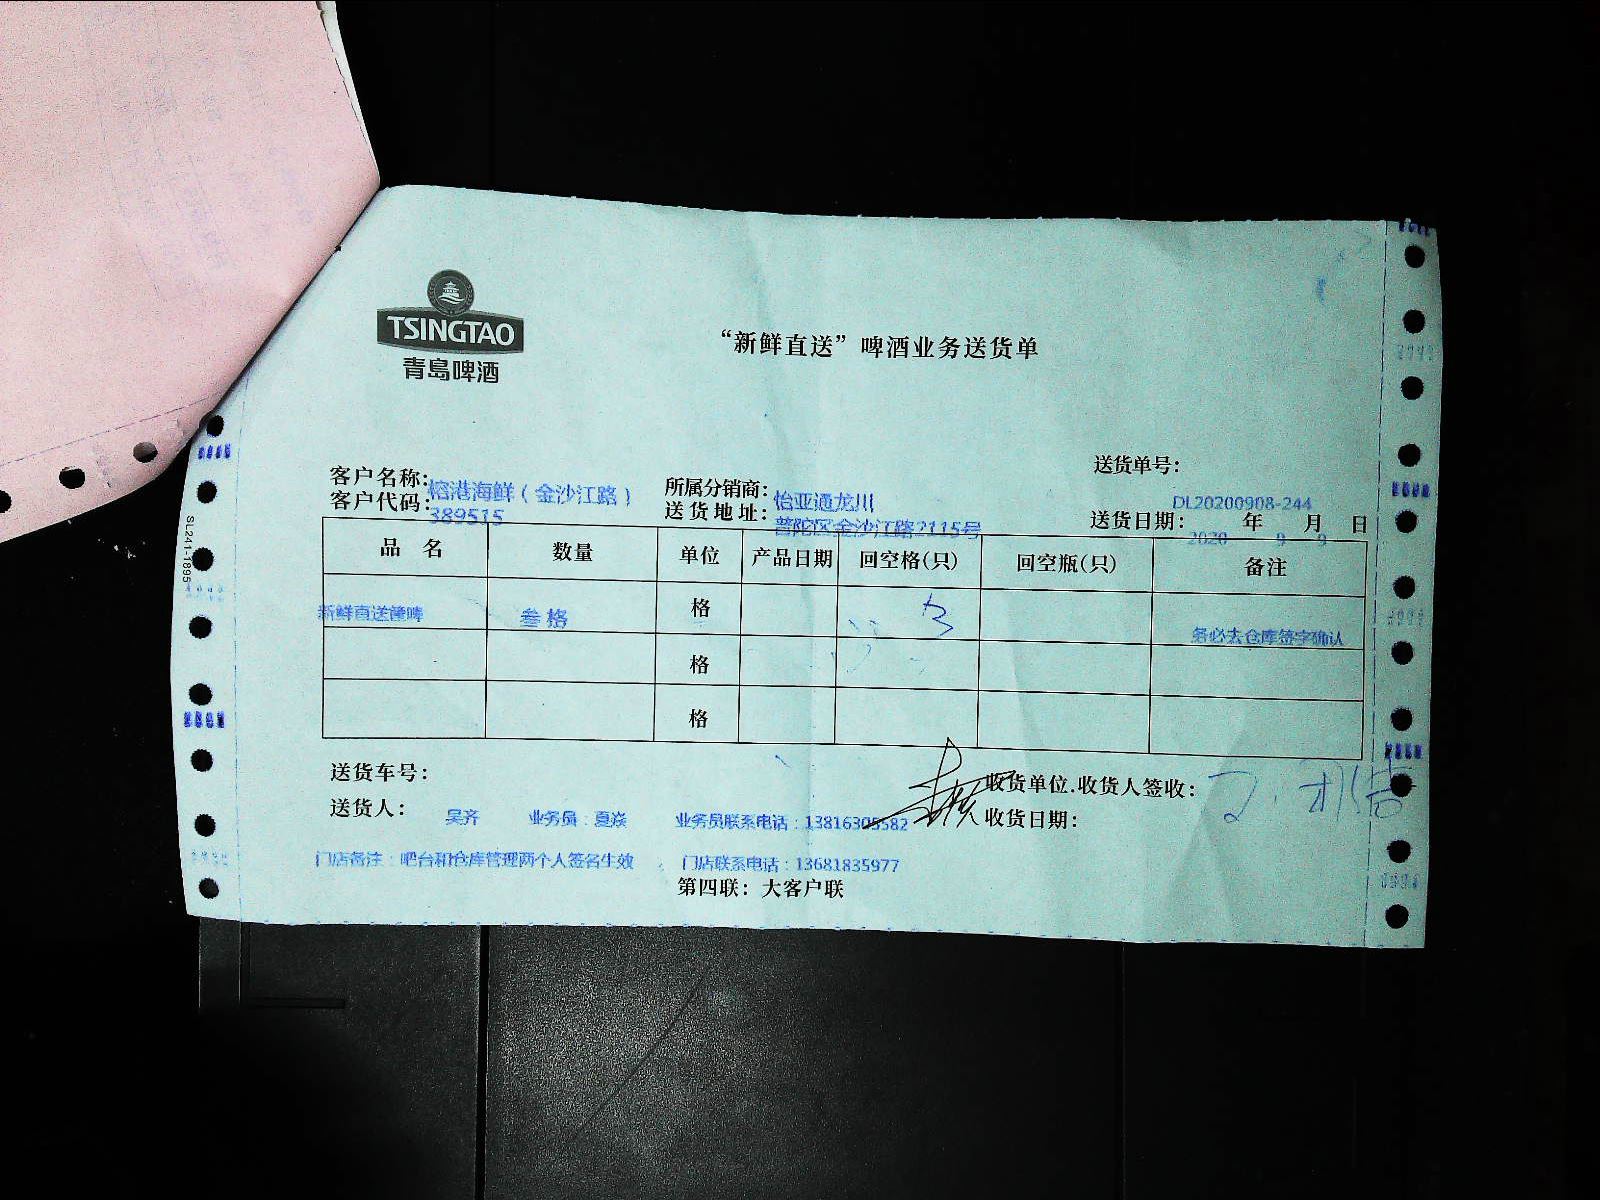 TSINGTAO
青岛啤酒
“新鲜直送”啤酒业务送货单
送货单号:
DL20200908-244
客户名称: 榕港海鲜（金沙江路） 所属分销商: 怡亚通龙川
客户代码: 389515 送货地址: 普陀区金沙江路2115号 送货日期: 2020 年 9 月 9 日
品 名 数量 单位 产品日期 回空格(只) 回空瓶(只) 备注
新鲜直送筐啤 叁格 格 3 务必去仓库签字确认
格
格
送货车号: 收货单位.收货人签收:
送货人: 吴齐 业务员：夏焱 业务员联系电话：13816305582 收货日期:
门店备注：吧台和仓库管理两个人签名生效 门店联系电话：13681835977
第四联：大客户联
SL241-1895